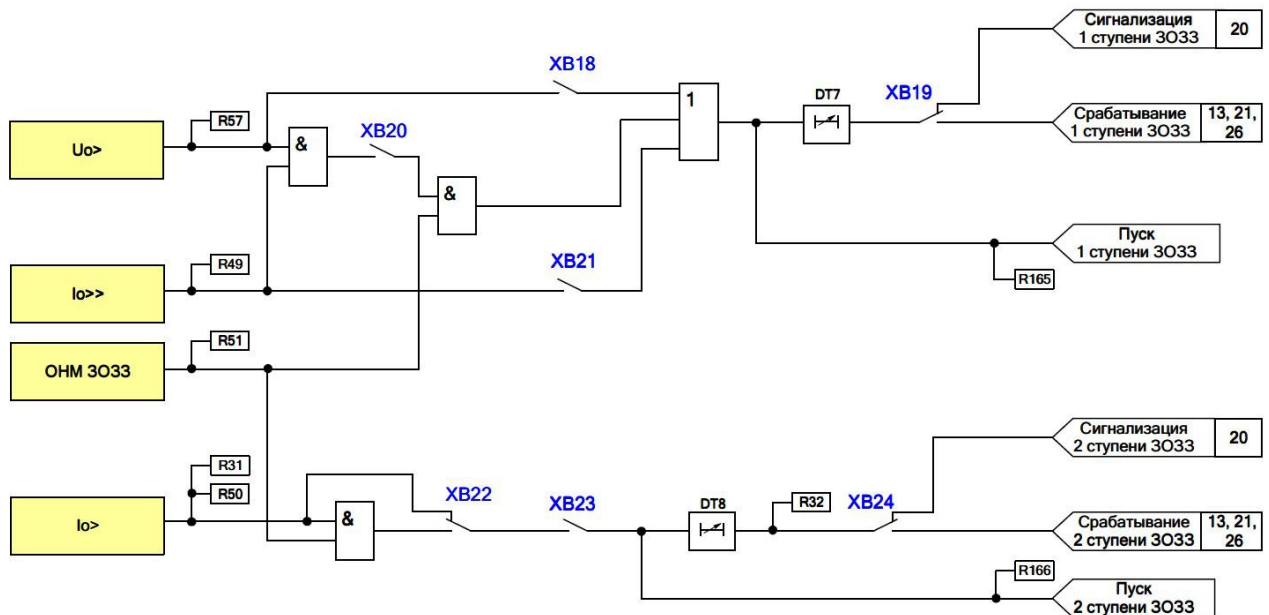 Сигнализация
1 ступени ЗОЗЗ
20
XB18
R57
Uo>
&
XB20
&
1
DT7
XB19
Срабатывание
1 ступени ЗОЗЗ
13, 21,
26
Пуск
1 ступени ЗОЗЗ
R165
R49
Io>>
XB21
R51
ОНМ ЗОЗЗ
Сигнализация
2 ступени ЗОЗЗ
20
R31
R50
Io>
&
XB22
XB23
DT8
R32
XB24
Срабатывание
2 ступени ЗОЗЗ
13, 21,
26
R166
Пуск
2 ступени ЗОЗЗ